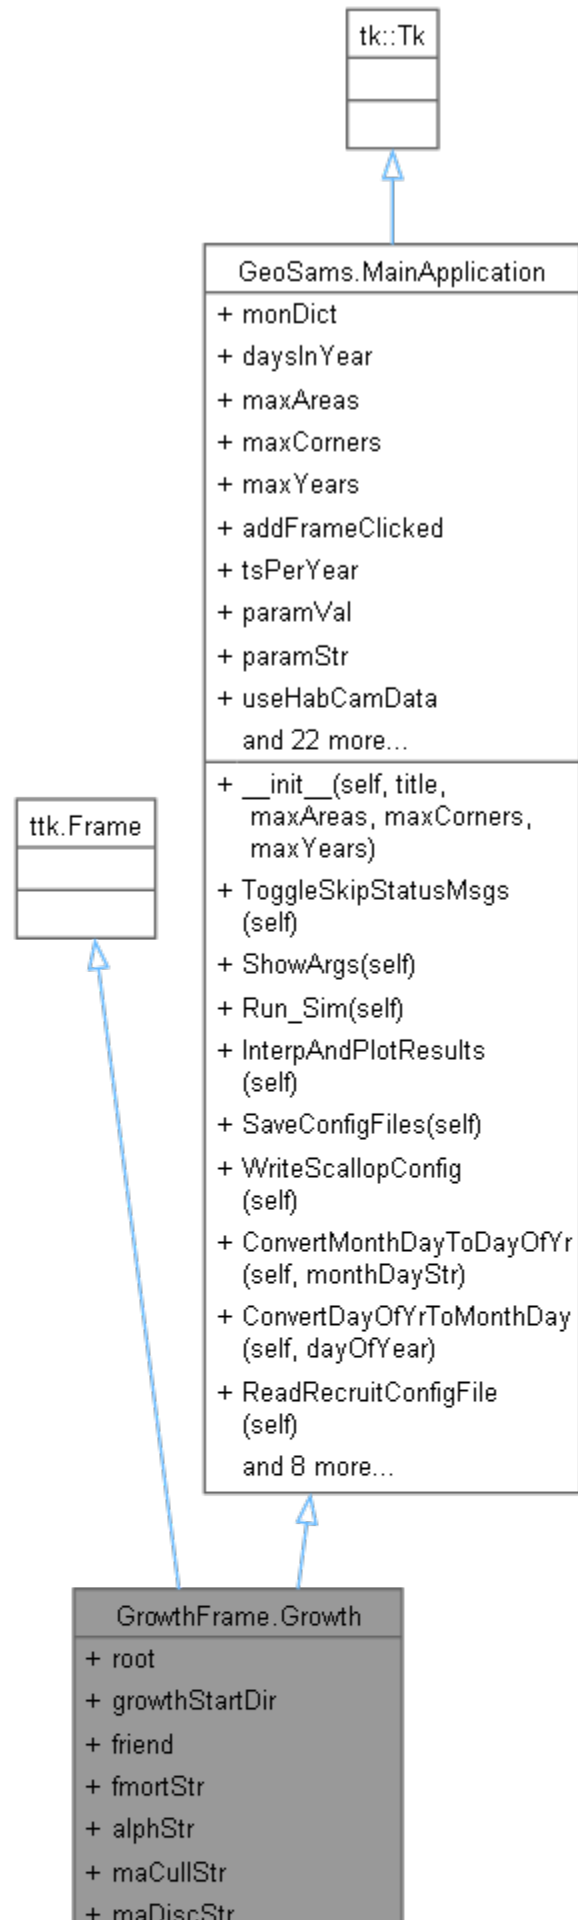 tk::Tk
GeoSams.MainApplication
+ monDict
+ daysInYear
+ maxAreas
+ maxCorners
+ maxYears
+ addFrameClicked
+ tsPerYear
+ paramVal
+ paramStr
+ useHabCamData
and 22 more...
+ __init__(self, title,
maxAreas, maxCorners,
maxYears)
+ ToggleSkipStatusMsgs
(self)
+ ShowArgs(self)
+ Run_Sim(self)
+ InterpAndPlotResults
(self)
+ SaveConfigFiles(self)
+ WriteScallopConfig
(self)
+ ConvertMonthDayToDayOfYr
(self, monthDayStr)
+ ConvertDayOfYrToMonthDay
(self, dayOfYear)
+ ReadRecruitConfigFile
(self)
and 8 more...
ttk.Frame
GrowthFrame.Growth
+ root
+ growthStartDir
+ friend
+ fmortStr
+ alphStr
+ maCullStr
+ maDiscStr